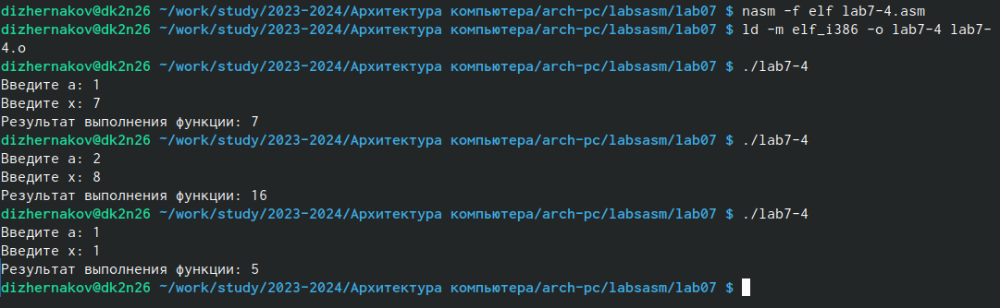 dizhernakov@dk2n26 ~/work/study/2023-2024/Архитектура компьютера/arch-pc/labsasm/lab07 $ nasm -f elf lab7-4.asm
dizhernakov@dk2n26 ~/work/study/2023-2024/Архитектура компьютера/arch-pc/labsasm/lab07 $ ld -m elf_i386 -o lab7-4 lab7-
4.o
dizhernakov@dk2n26 ~/work/study/2023-2024/Архитектура компьютера/arch-pc/labsasm/lab07 $ ./lab7-4
Введите a: 1
Введите x: 7
Результат выполнения функции: 7
dizhernakov@dk2n26 ~/work/study/2023-2024/Архитектура компьютера/arch-pc/labsasm/lab07 $ ./lab7-4
Введите a: 2
Введите x: 8
Результат выполнения функции: 16
dizhernakov@dk2n26 ~/work/study/2023-2024/Архитектура компьютера/arch-pc/labsasm/lab07 $ ./lab7-4
Введите a: 1
Введите x: 1
Результат выполнения функции: 5
dizhernakov@dk2n26 ~/work/study/2023-2024/Архитектура компьютера/arch-pc/labsasm/lab07 $